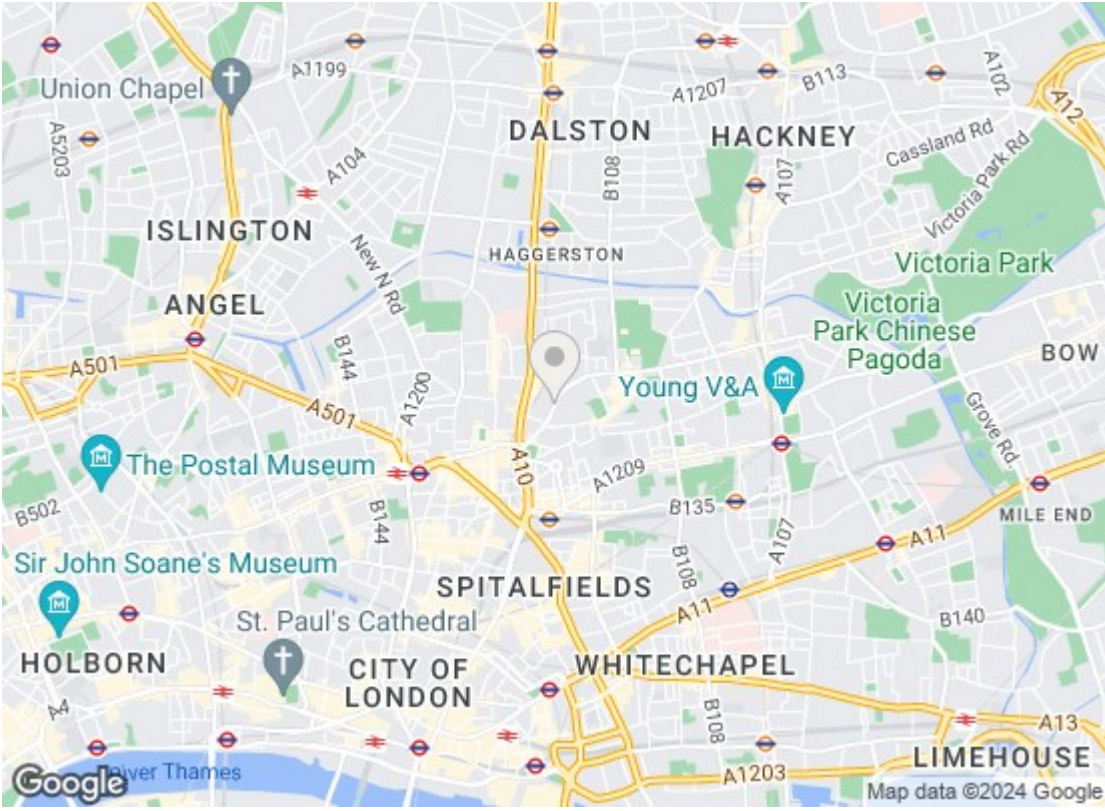 A1199
Union Chapel
A5203
A104
DALSTON
B108
A1207
B113
A102
A12
HACKNEY
A107
Cassland Rd
Victoria Park Rd
ISLINGTON
New N Rd
HAGGERSTON
Victoria Park
Victoria
Park Chinese
Pagoda
ANGEL
A501
B144
A1200
A501
Young V&A
BOW
Grove Rd.
The Postal Museum
A10
A1209
B502
B144
B135
A107
A11
MILE END
Sir John Soane's Museum
SPITALFIELDS
B108
A11
B140
St. Paul's Cathedral
HOLBORN
CITY OF
LONDON
WHITECHAPEL
A4
B108
A13
LIMEHOUSE
River Thames
A1203
Google
Map data ©2024 Google